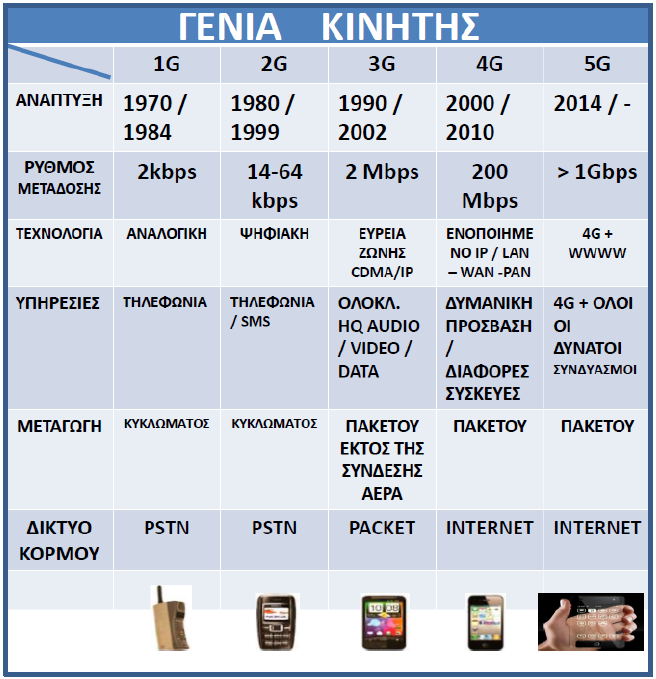 ΓΕΝΙΑ ΚΙΝΗΤΗΣ
1G 2G 3G 4G 5G
ΑΝΑΠΤΥΞΗ
1970 /
1984
1980 /
1999
1990 /
2002
2000 /
2010
2014 / -
ΡΥΘΜΟΣ
ΜΕΤΑΔΟΣΗΣ
2kbps
14-64
kbps
2 Mbps
200
Mbps
> 1Gbps
ΤΕΧΝΟΛΟΓΙΑ
ΑΝΑΛΟΓΙΚΗ
ΨΗΦΙΑΚΗ
ΕΥΡΕΙΑ
ΖΩΝΗΣ
CDMA/IP
ΕΝΟΠΟΙΗΜΕ
ΝΟ IP / LAN
– WAN -PAN
4G +
WWWW
ΥΠΗΡΕΣΙΕΣ
ΤΗΛΕΦΩΝΙΑ
ΤΗΛΕΦΩΝΙΑ
/ SMS
ΟΛΟΚΛ.
HQ AUDIO
/ VIDEO /
DATA
ΔΥΜΑΝΙΚΗ
ΠΡΟΣΒΑΣΗ
/
ΔΙΑΦΟΡΕΣ
ΣΥΣΚΕΥΕΣ
4G + ΟΛΟΙ
ΟΙ
ΔΥΝΑΤΟΙ
ΣΥΝΔΥΑΣΜΟΙ
ΜΕΤΑΓΩΓΗ
ΚΥΚΛΩΜΑΤΟΣ
ΚΥΚΛΩΜΑΤΟΣ
ΠΑΚΕΤΟΥ
ΕΚΤΟΣ ΤΗΣ
ΣΥΝΔΕΣΗΣ
ΑΕΡΑ
ΠΑΚΕΤΟΥ
ΠΑΚΕΤΟΥ
ΔΙΚΤΥΟ
ΚΟΡΜΟΥ
PSTN
PSTN
PACKET
INTERNET
INTERNET